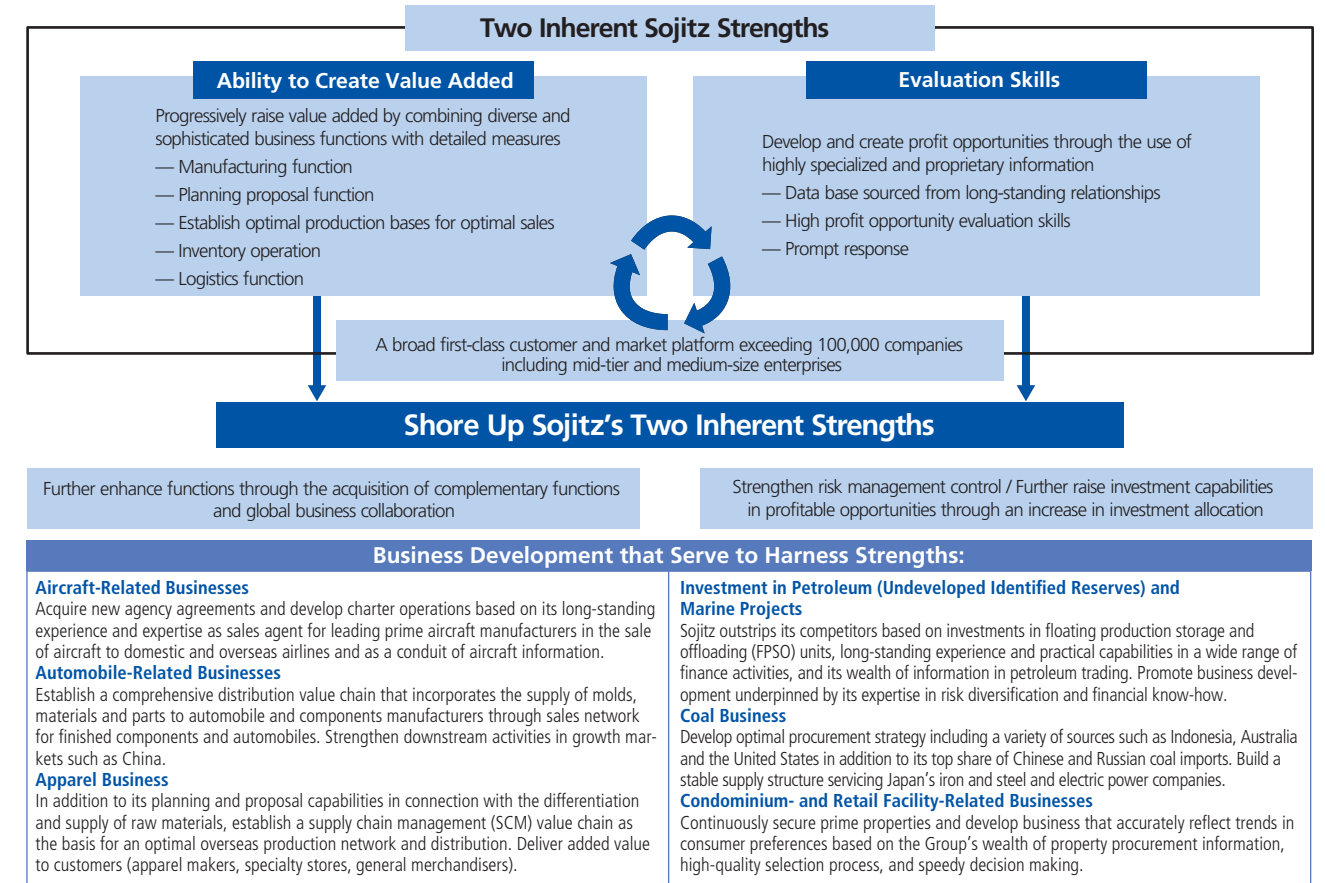 Two Inherent Sojitz Strengths
Ability to Create Value Added
Progressively raise value added by combining diverse and
sophisticated business functions with detailed measures
— Manufacturing function
— Planning proposal function
— Establish optimal production bases for optimal sales
— Inventory operation
— Logistics function
Evaluation Skills
Develop and create profit opportunities through the use of
highly specialized and proprietary information
— Data base sourced from long-standing relationships
— High profit opportunity evaluation skills
— Prompt response
A broad first-class customer and market platform exceeding 100,000 companies
including mid-tier and medium-size enterprises
Shore Up Sojitz's Two Inherent Strengths
Further enhance functions through the acquisition of complementary functions
and global business collaboration
Strengthen risk management control / Further raise investment capabilities
in profitable opportunities through an increase in investment allocation
Business Development that Serve to Harness Strengths:
Aircraft-Related Businesses
Acquire new agency agreements and develop charter operations based on its long-standing
experience and expertise as sales agent for leading prime aircraft manufacturers in the sale
of aircraft to domestic and overseas airlines and as a conduit of aircraft information.
Automobile-Related Businesses
Establish a comprehensive distribution value chain that incorporates the supply of molds,
materials and parts to automobile and components manufacturers through sales network
for finished components and automobiles. Strengthen downstream activities in growth mar-
kets such as China.
Apparel Business
In addition to its planning and proposal capabilities in connection with the differentiation
and supply of raw materials, establish a supply chain management (SCM) value chain as
the basis for an optimal overseas production network and distribution. Deliver added value
to customers (apparel makers, specialty stores, general merchandisers).
Investment in Petroleum (Undeveloped Identified Reserves) and
Marine Projects
Sojitz outstrips its competitors based on investments in floating production storage and
offloading (FPSO) units, long-standing experience and practical capabilities in a wide range of
finance activities, and its wealth of information in petroleum trading. Promote business devel-
opment underpinned by its expertise in risk diversification and financial know-how.
Coal Business
Develop optimal procurement strategy including a variety of sources such as Indonesia, Australia
and the United States in addition to its top share of Chinese and Russian coal imports. Build a
stable supply structure servicing Japan's iron and steel and electric power companies.
Condominium- and Retail Facility-Related Businesses
Continuously secure prime properties and develop business that accurately reflect trends in
consumer preferences based on the Group's wealth of property procurement information,
high-quality selection process, and speedy decision making.